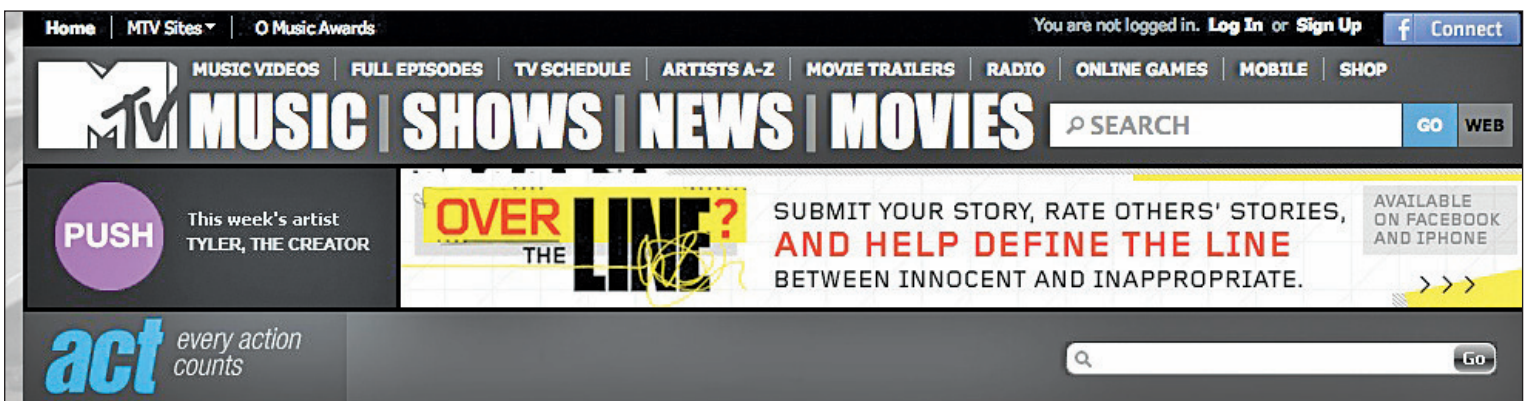 Home MTV Sites O Music Awards You are not logged in. Log In or Sign Up f Connect
MUSIC VIDEOS FULL EPISODES TV SCHEDULE ARTISTS A-Z MOVIE TRAILERS RADIO ONLINE GAMES MOBILE SHOP
MTV MUSIC SHOWS NEWS MOVIES SEARCH GO WEB
PUSH
This week's artist
TYLER, THE CREATOR
OVER
THE LINE?
SUBMIT YOUR STORY, RATE OTHERS' STORIES,
AND HELP DEFINE THE LINE
BETWEEN INNOCENT AND INAPPROPRIATE.
AVAILABLE
ON FACEBOOK
AND IPHONE
>>>
act every action
counts
Go